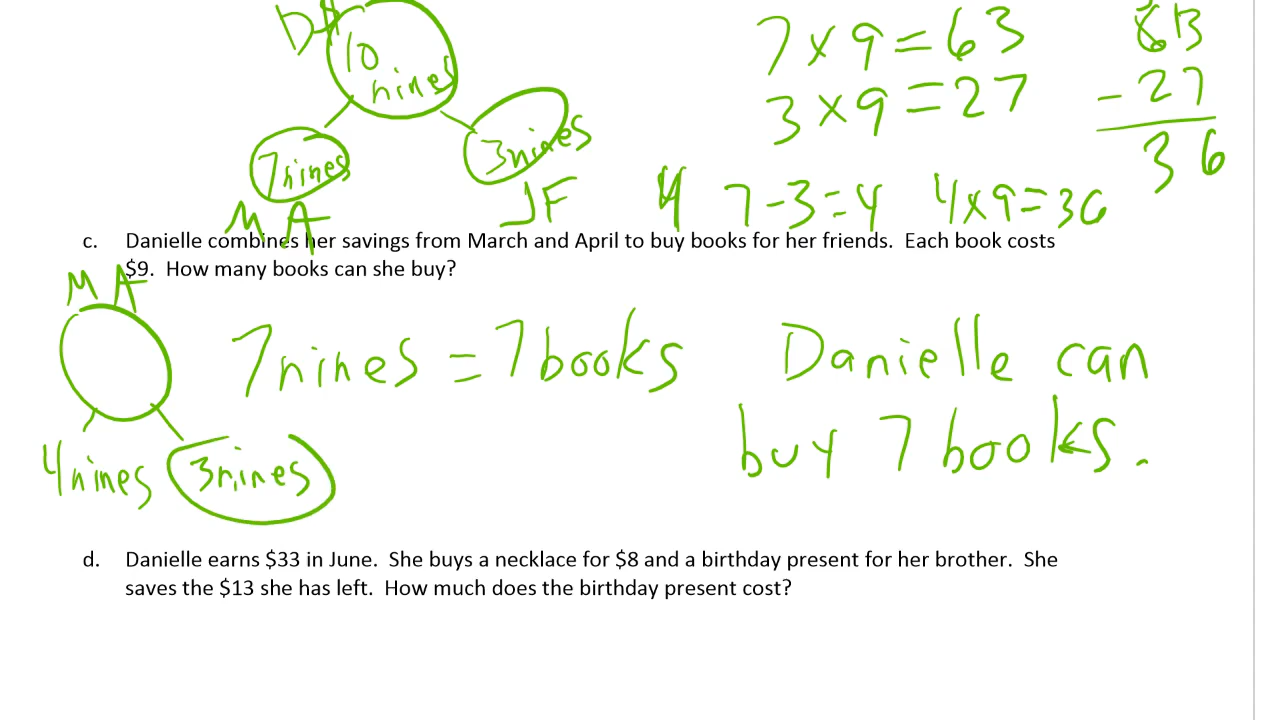 DA
10
nines
7 nines
3 nines
M A
JF
7 × 9 = 63
3 × 9 = 27
7 - 3 = 4
4 × 9 = 36
13
- 27
36
c. Danielle combines her savings from March and April to buy books for her friends. Each book costs
$9. How many books can she buy?
M A
4 nines
3 nines
7 nines = 7 books
Danielle can
buy 7 books.
d. Danielle earns $33 in June. She buys a necklace for $8 and a birthday present for her brother. She
saves the $13 she has left. How much does the birthday present cost?